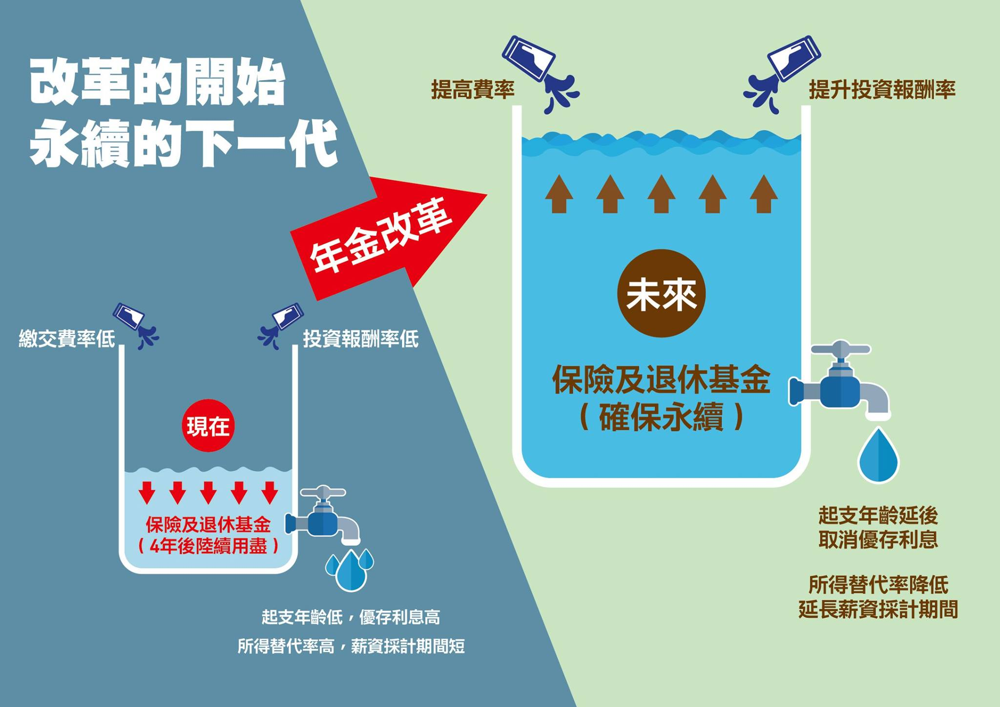 改革的開始
永續的下一代
年金改革
繳交費率低
投資報酬率低
現在
保險及退休基金
(4年後陸續用盡)
起支年齡低，優存利息高
所得替代率高，薪資採計期間短
提高費率
提升投資報酬率
未來
保險及退休基金
(確保永續)
起支年齡延後
取消優存利息
所得替代率降低
延長薪資採計期間